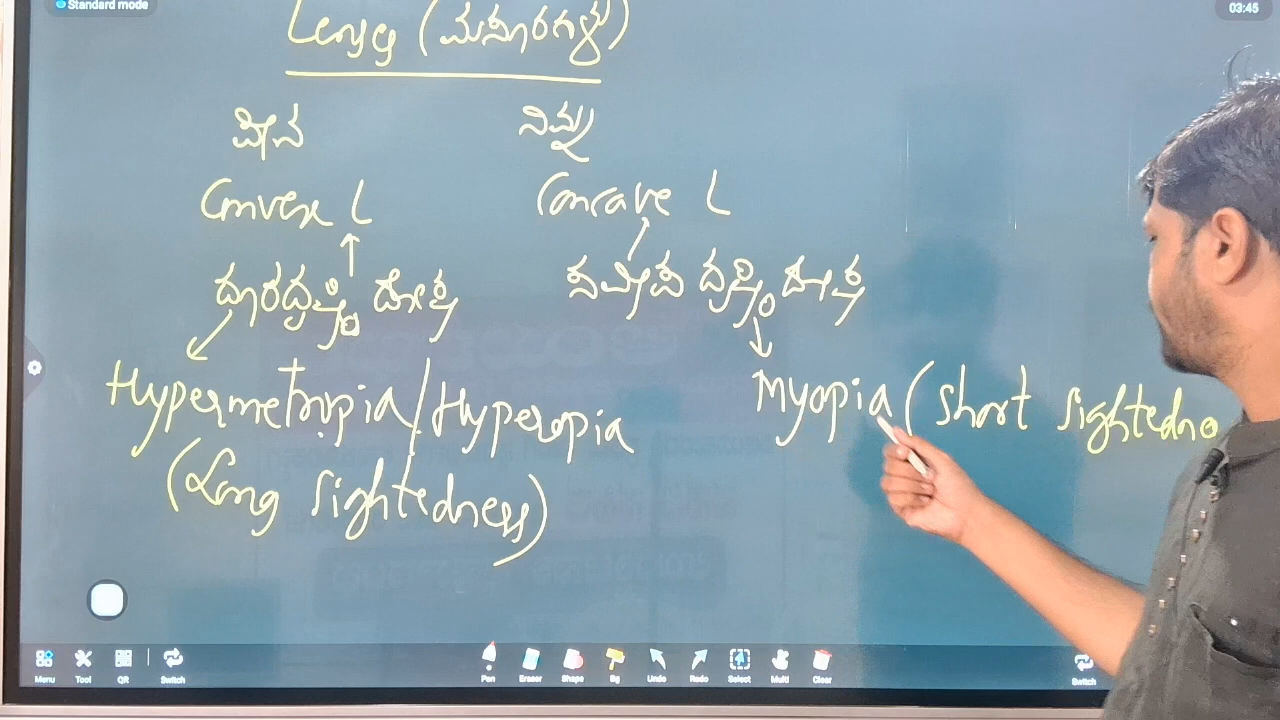 Standard mode
03:45
Lenses (ಮಸೂರಗಳು)
ಪೀನ ನಿಮ್ನ
Convex L Concave L
ದೂರದೃಷ್ಟಿ ದೋಷ ಸಮೀಪ ದೃಷ್ಟಿ ದೋಷ
Hypermetropia/Hyperopia Myopia (short sightedne
(Long sightedness)
Menu Tool QR Switch Pen Eraser Shape Bg Undo Redo Select Multi Clear Switch